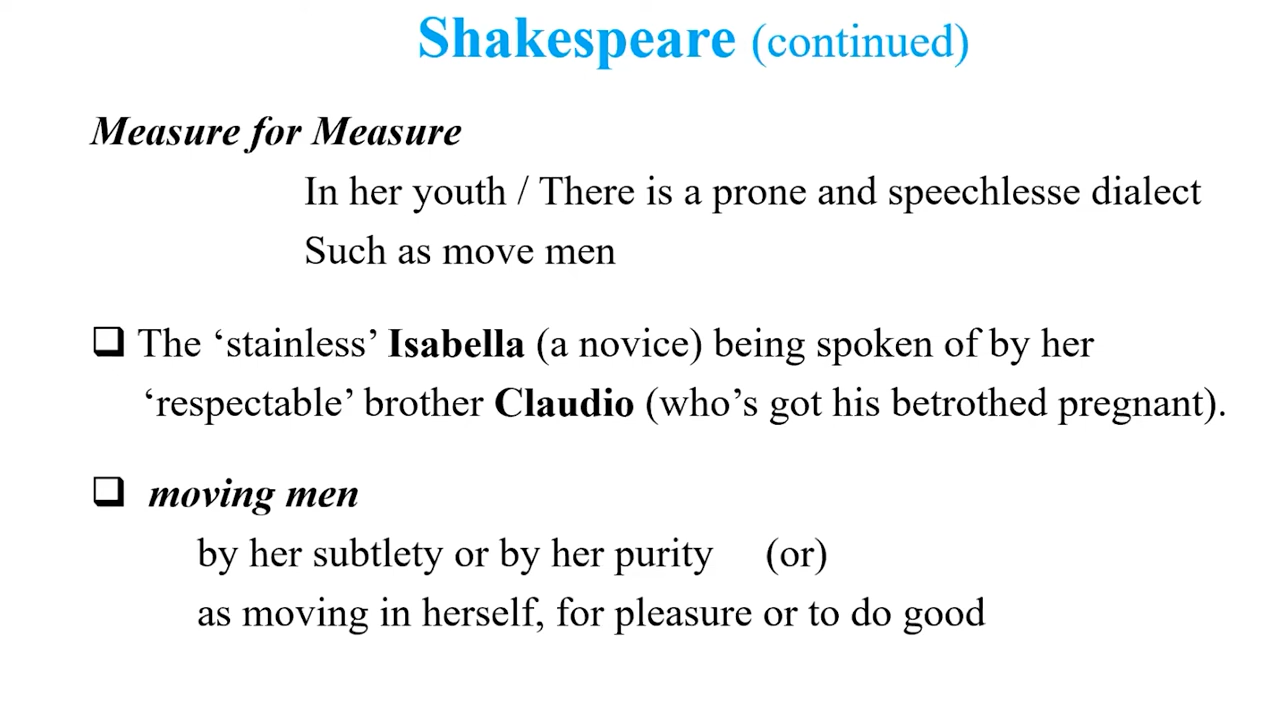 Shakespeare (continued)
Measure for Measure
In her youth / There is a prone and speechlesse dialect
Such as move men
❑ The ‘stainless’ Isabella (a novice) being spoken of by her
‘respectable’ brother Claudio (who’s got his betrothed pregnant).
❑ moving men
by her subtlety or by her purity (or)
as moving in herself, for pleasure or to do good